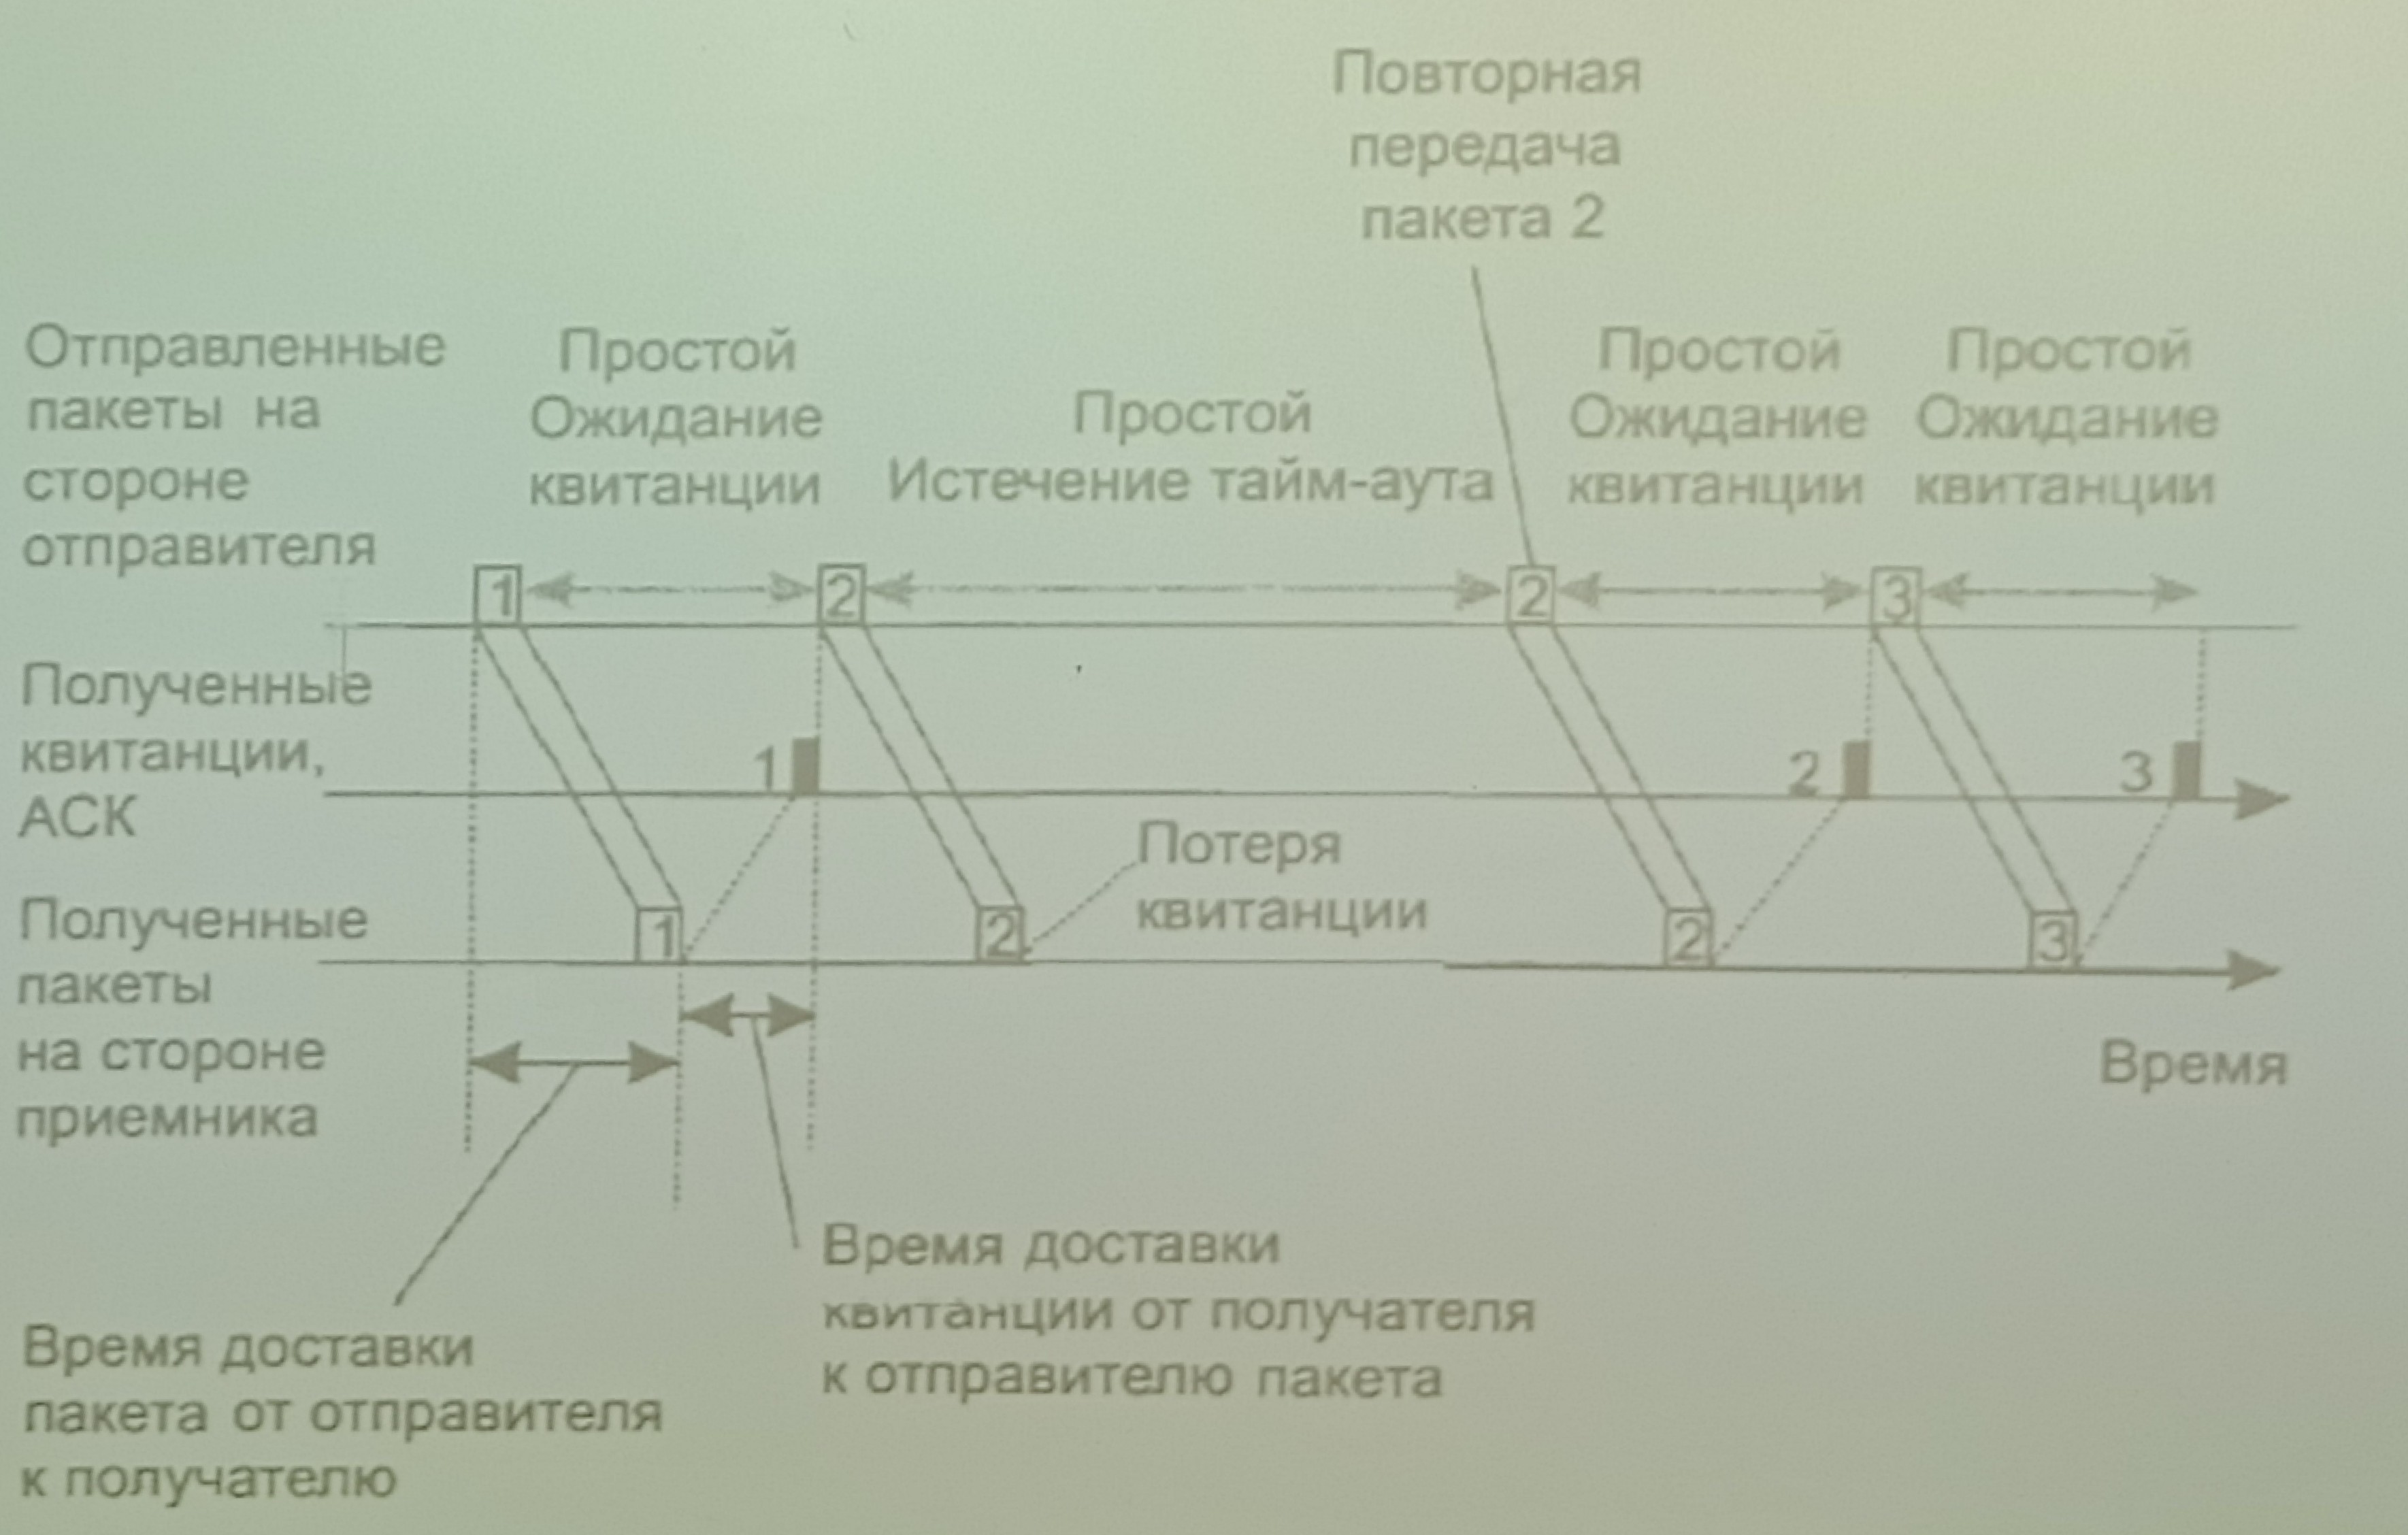 Повторная
передача
пакета 2
Отправленные
пакеты на
стороне
отправителя
Простой
Ожидание
квитанции
Простой
Истечение тайм-аута
Простой
Ожидание
квитанции
Простой
Ожидание
квитанции
1
2
2
3
Полученные
квитанции,
АСК
1
2
3
Потеря
квитанции
Полученные
пакеты
на стороне
приемника
1
2
2
3
Время
Время доставки
квитанции от получателя
к отправителю пакета
Время доставки
пакета от отправителя
к получателю